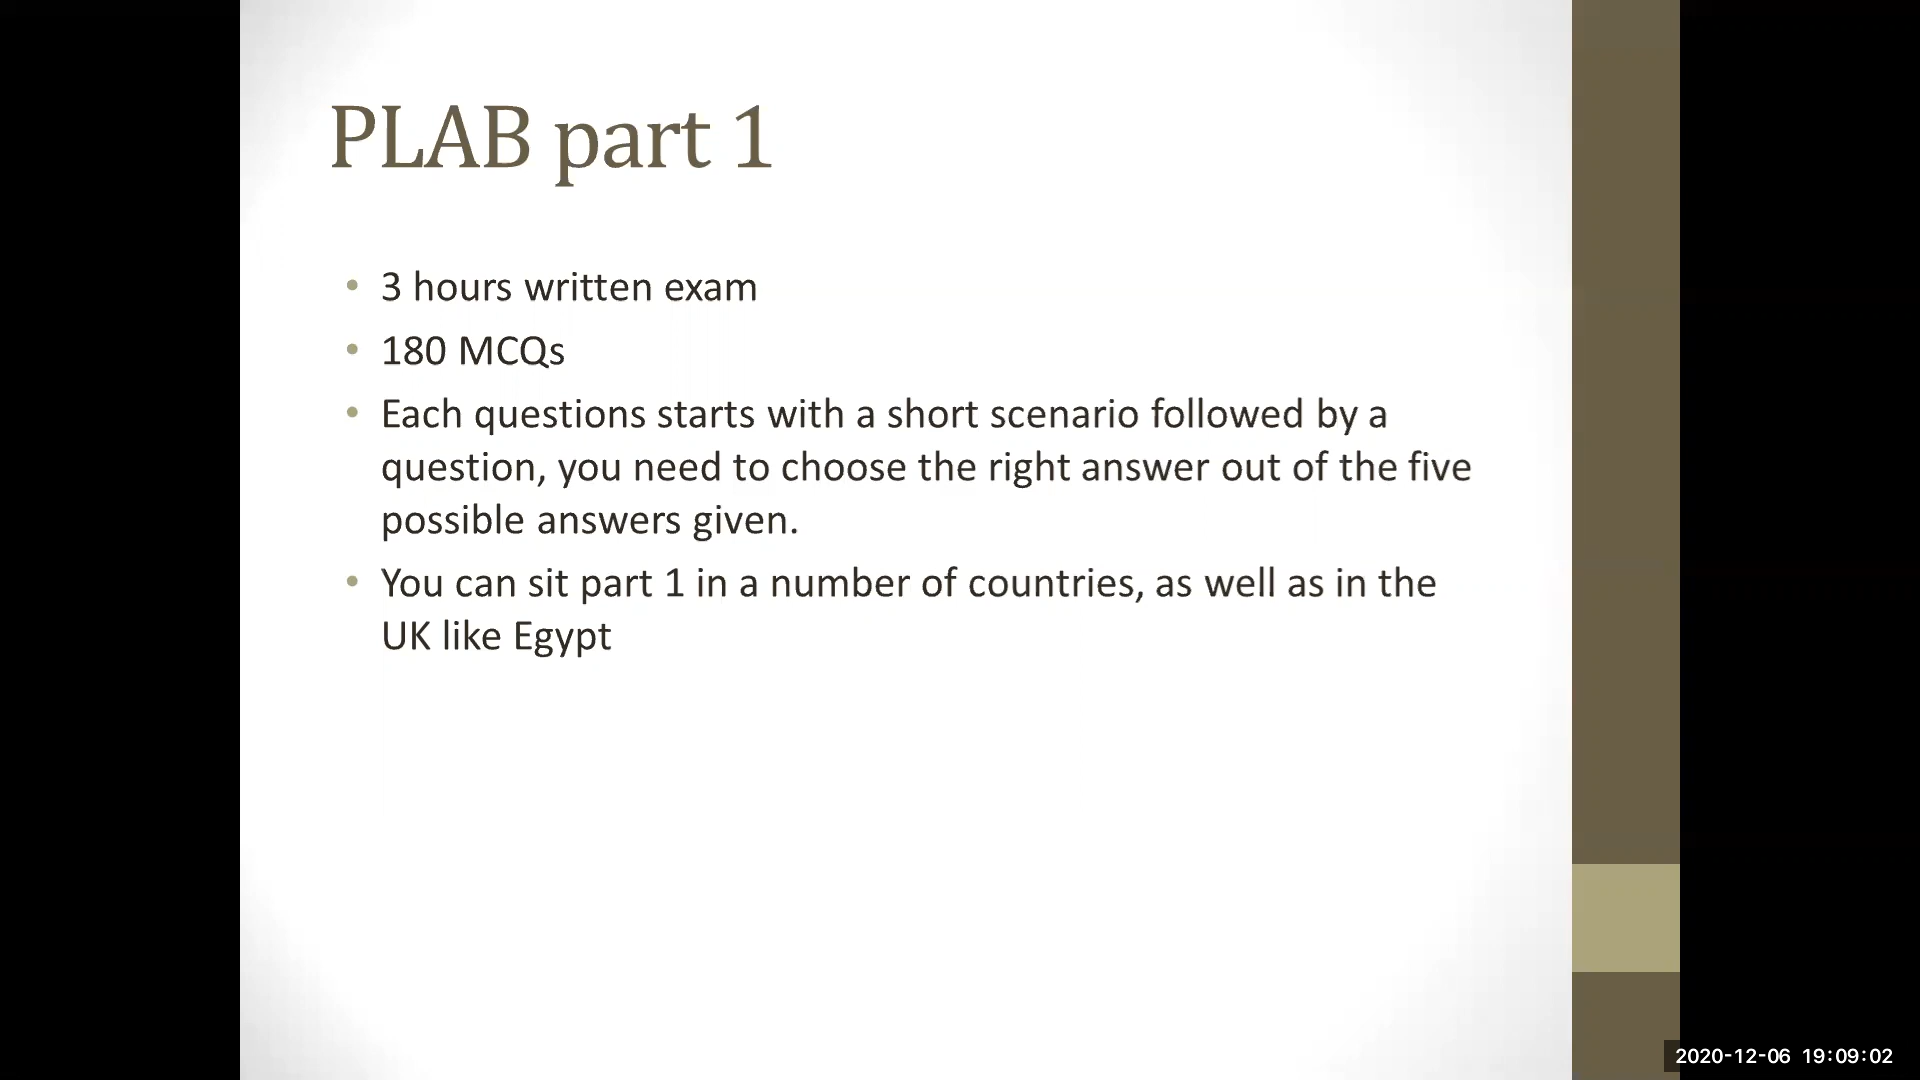 PLAB part 1
• 3 hours written exam
• 180 MCQs
• Each questions starts with a short scenario followed by a
question, you need to choose the right answer out of the five
possible answers given.
• You can sit part 1 in a number of countries, as well as in the
UK like Egypt
2020-12-06 19:09:02